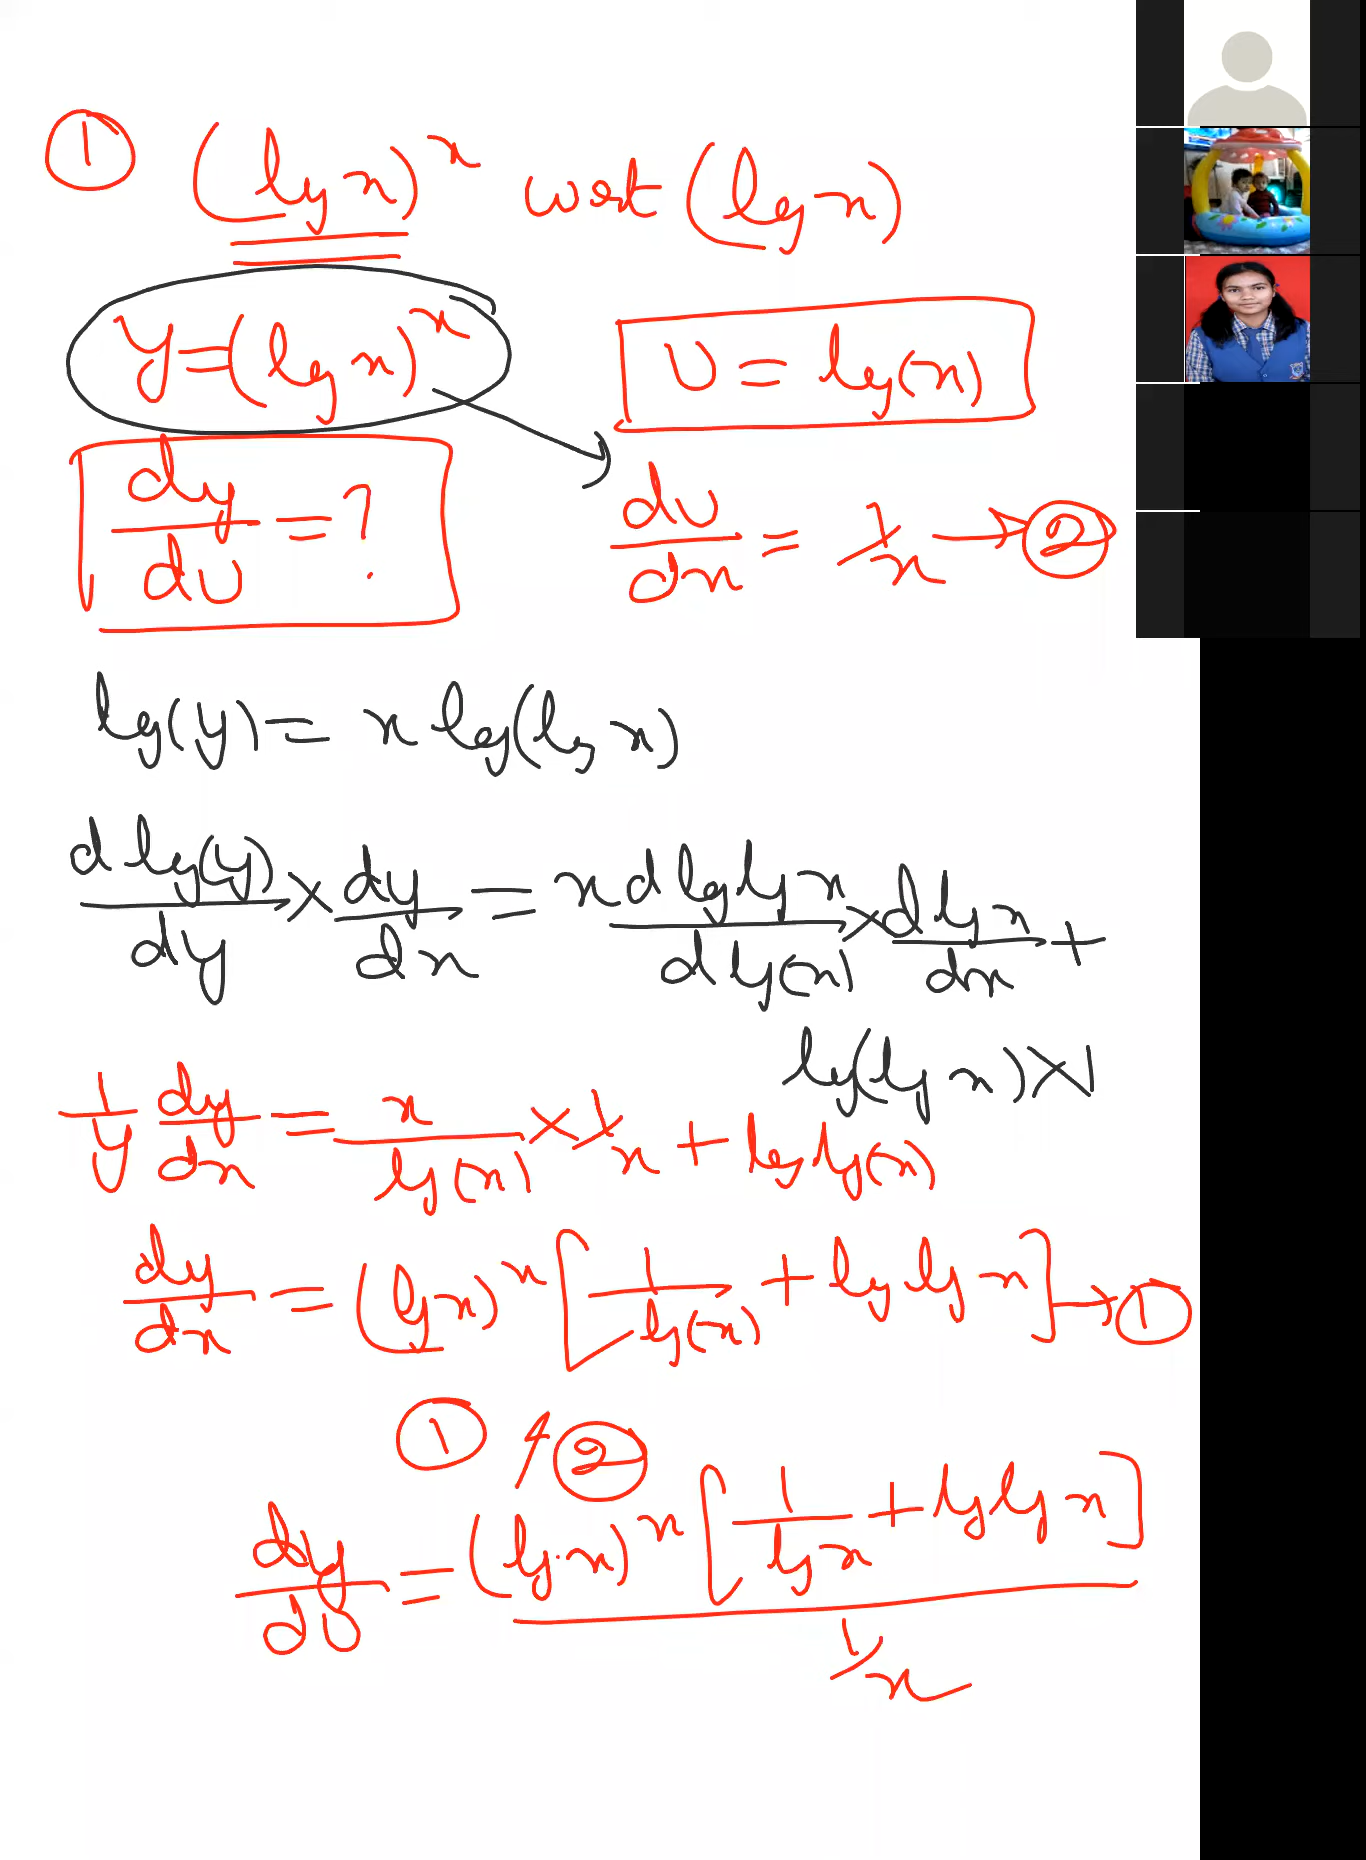 ① (log x)^x wrt (log x)
y = (log x)^x
U = log(x)
dy/dU = ?
dU/dx = 1/x → ②
log(y) = x log(log x)
d log(y)/dy × dy/dx = x d log log x/d log(x) × d log x/dx +
log(log x) × 1
1/y dy/dx = x/log(x) × 1/x + log log(x)
dy/dx = (log x)^x [1/log(x) + log log x] → ①
① / ②
dy/dU = (log x)^x [1/log x + log log x] / 1/x